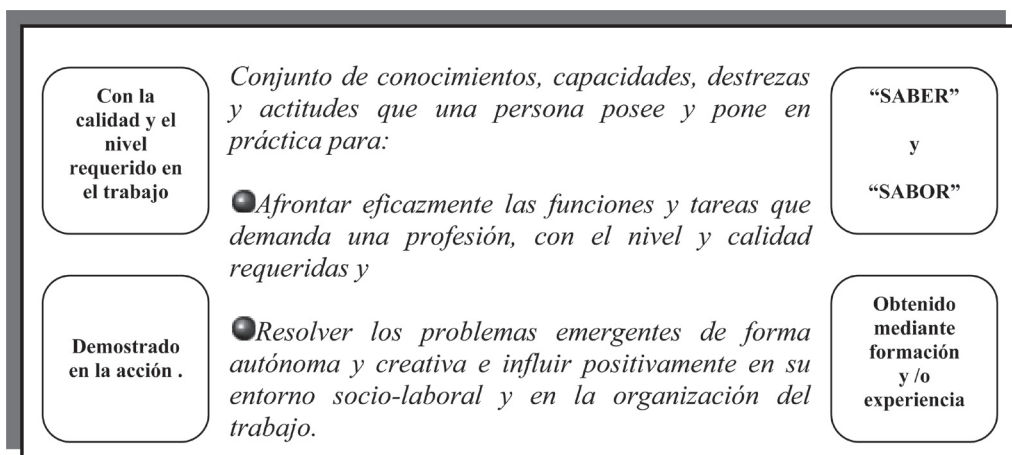 Con la
calidad y el
nivel
requerido en
el trabajo
Demostrado
en la acción .
Conjunto de conocimientos, capacidades, destrezas
y actitudes que una persona posee y pone en
práctica para:
Afrontar eficazmente las funciones y tareas que
demanda una profesión, con el nivel y calidad
requeridas y
Resolver los problemas emergentes de forma
autónoma y creativa e influir positivamente en su
entorno socio-laboral y en la organización del
trabajo.
“SABER”
y
“SABOR”
Obtenido
mediante
formación
y /o
experiencia